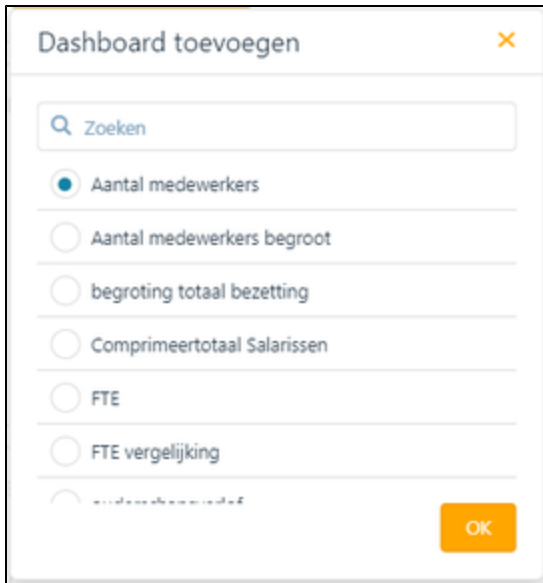 Dashboard toevoegen
Zoeken
Aantal medewerkers
Aantal medewerkers begroot
begroting totaal bezetting
Comprimeertotaal Salarissen
FTE
FTE vergelijking
OK